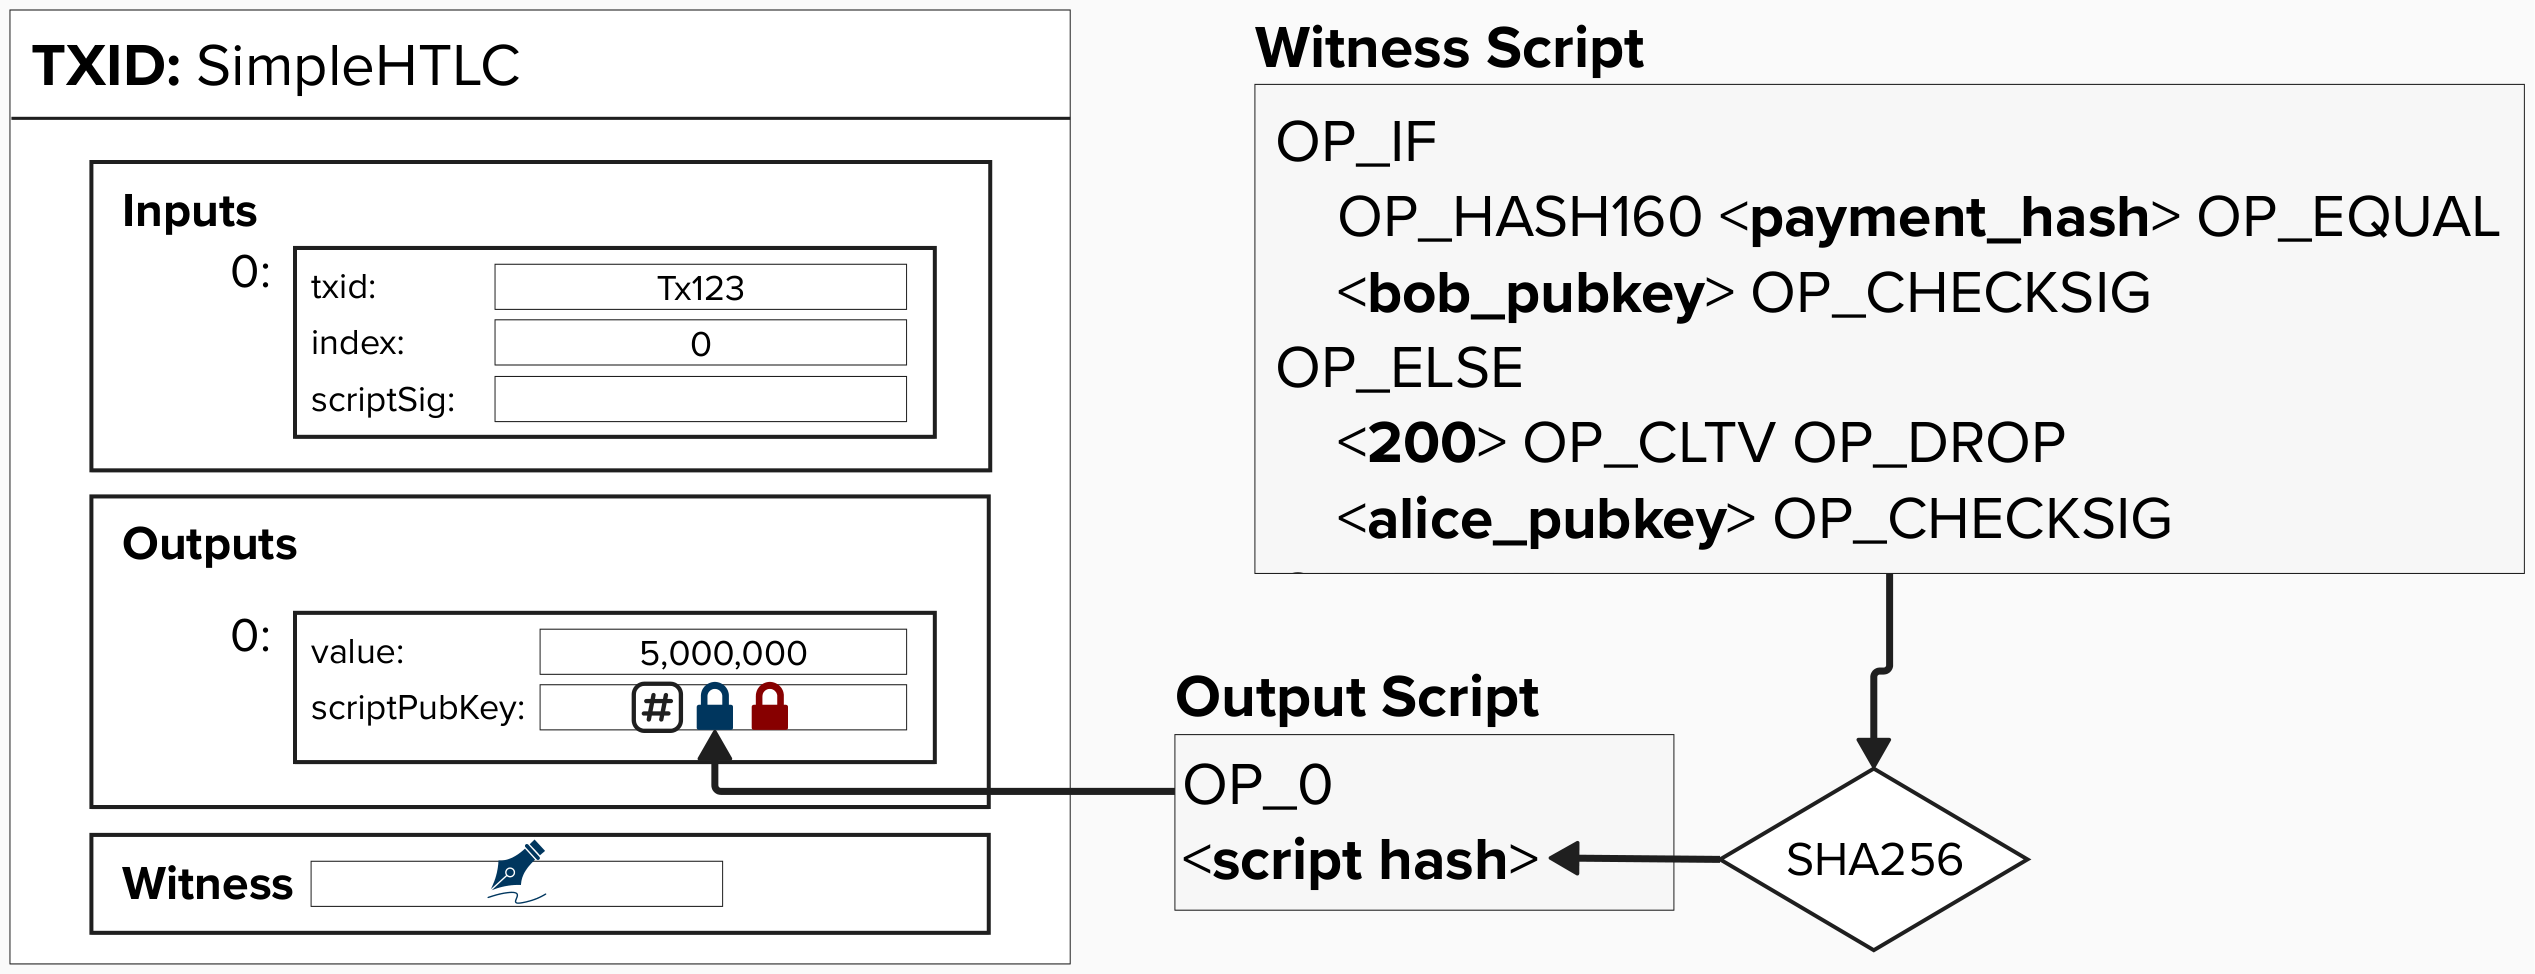 TXID: SimpleHTLC
Inputs
0:
txid: Tx123
index: 0
scriptSig:
Outputs
0:
value: 5,000,000
scriptPubKey: #
Witness
Witness Script
OP_IF
OP_HASH160 <payment_hash> OP_EQUAL
<bob_pubkey> OP_CHECKSIG
OP_ELSE
<200> OP_CLTV OP_DROP
<alice_pubkey> OP_CHECKSIG
Output Script
OP_0
<script hash>
SHA256